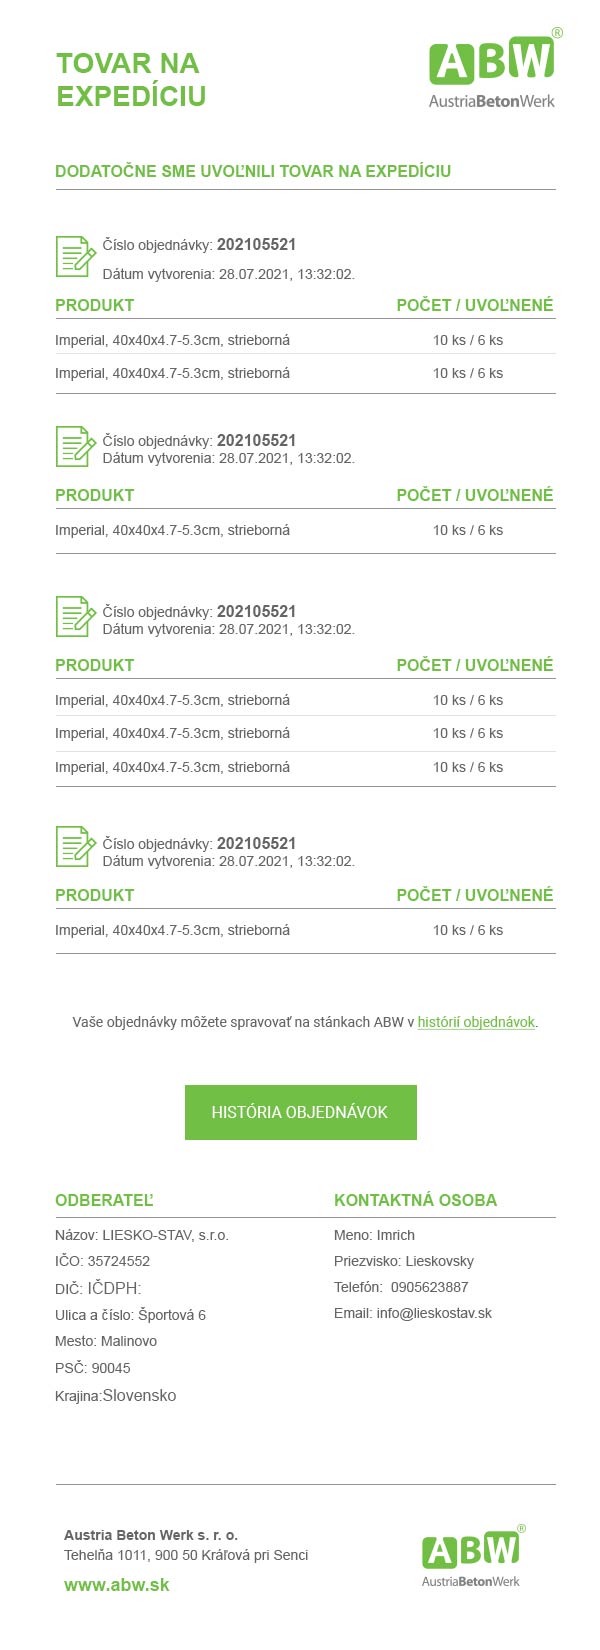 TOVAR NA
EXPEDÍCIU
ABW®
AustriaBetonWerk
DODATOČNE SME UVOĽNILI TOVAR NA EXPEDÍCIU
Číslo objednávky: 202105521
Dátum vytvorenia: 28.07.2021, 13:32:02.
PRODUKT POČET / UVOĽNENÉ
Imperial, 40x40x4.7-5.3cm, strieborná 10 ks / 6 ks
Imperial, 40x40x4.7-5.3cm, strieborná 10 ks / 6 ks
Číslo objednávky: 202105521
Dátum vytvorenia: 28.07.2021, 13:32:02.
PRODUKT POČET / UVOĽNENÉ
Imperial, 40x40x4.7-5.3cm, strieborná 10 ks / 6 ks
Číslo objednávky: 202105521
Dátum vytvorenia: 28.07.2021, 13:32:02.
PRODUKT POČET / UVOĽNENÉ
Imperial, 40x40x4.7-5.3cm, strieborná 10 ks / 6 ks
Imperial, 40x40x4.7-5.3cm, strieborná 10 ks / 6 ks
Imperial, 40x40x4.7-5.3cm, strieborná 10 ks / 6 ks
Číslo objednávky: 202105521
Dátum vytvorenia: 28.07.2021, 13:32:02.
PRODUKT POČET / UVOĽNENÉ
Imperial, 40x40x4.7-5.3cm, strieborná 10 ks / 6 ks
Vaše objednávky môžete spravovať na stánkach ABW v histórií objednávok.
HISTÓRIA OBJEDNÁVOK
ODBERATEĽ
Názov: LIESKO-STAV, s.r.o.
IČO: 35724552
DIČ: IČDPH:
Ulica a číslo: Športová 6
Mesto: Malinovo
PSČ: 90045
Krajina:Slovensko
KONTAKTNÁ OSOBA
Meno: Imrich
Priezvisko: Lieskovsky
Telefón:  0905623887
Email: info@lieskostav.sk
Austria Beton Werk s. r. o.
Tehelňa 1011, 900 50 Kráľová pri Senci
www.abw.sk
ABW®
AustriaBetonWerk